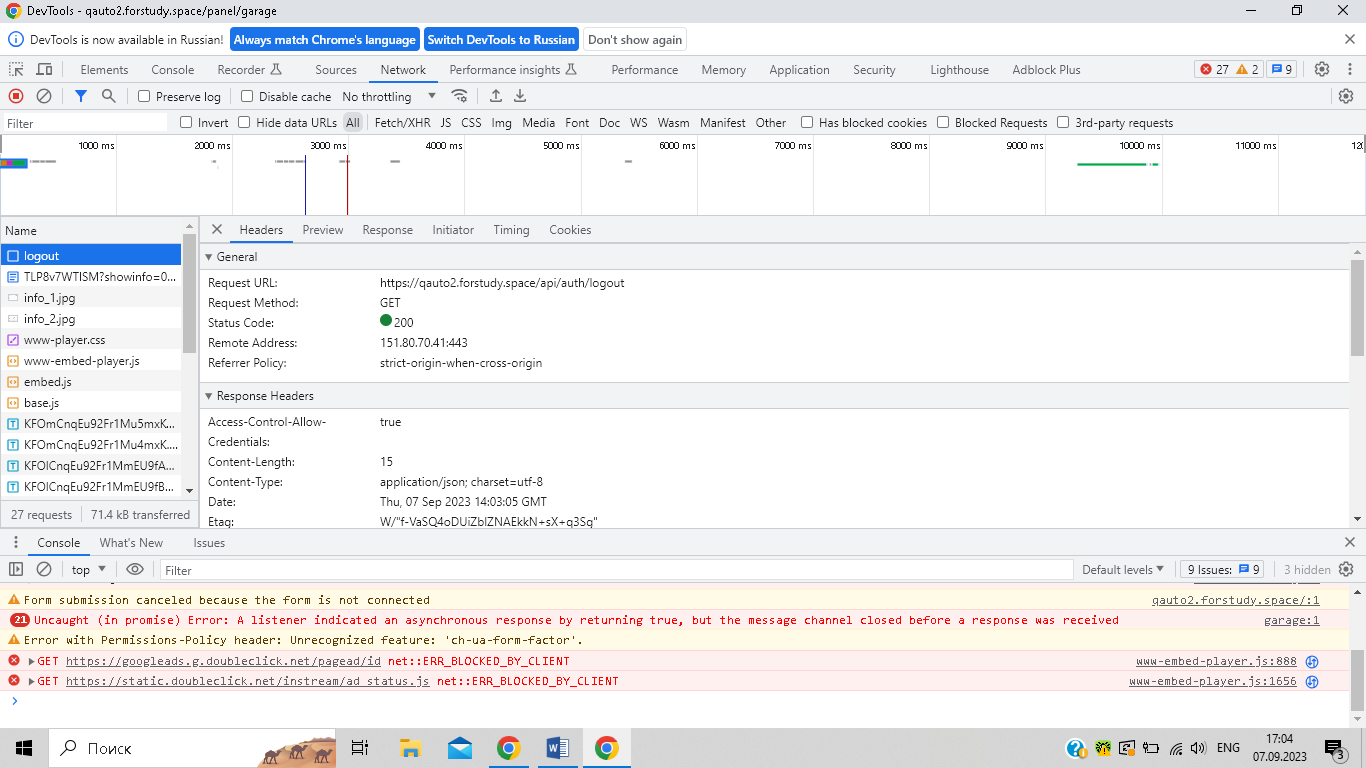 DevTools - qauto2.forstudy.space/panel/garage
DevTools is now available in Russian! Always match Chrome's language Switch DevTools to Russian Don't show again
Elements Console Recorder Sources Network Performance insights Performance Memory Application Security Lighthouse Adblock Plus 27 2 9
Preserve log Disable cache No throttling
Filter Invert Hide data URLs All Fetch/XHR JS CSS Img Media Font Doc WS Wasm Manifest Other Has blocked cookies Blocked Requests 3rd-party requests
1000 ms 2000 ms 3000 ms 4000 ms 5000 ms 6000 ms 7000 ms 8000 ms 9000 ms 10000 ms 11000 ms
Name
logout
TLP8v7WTISM?showinfo=0...
info_1.jpg
info_2.jpg
www-player.css
www-embed-player.js
embed.js
base.js
KFOmCnqEu92Fr1Mu5mxK...
KFOmCnqEu92Fr1Mu4mxK...
KFOlCnqEu92Fr1MmEU9fA...
KFOlCnqEu92Fr1MmEU9fB...
27 requests 71.4 kB transferred
Headers Preview Response Initiator Timing Cookies
General
Request URL: https://qauto2.forstudy.space/api/auth/logout
Request Method: GET
Status Code: 200
Remote Address: 151.80.70.41:443
Referrer Policy: strict-origin-when-cross-origin
Response Headers
Access-Control-Allow- true
Credentials:
Content-Length: 15
Content-Type: application/json; charset=utf-8
Date: Thu, 07 Sep 2023 14:03:05 GMT
Etag: W/"f-VaSQ4oDUiZblZNAEkkN+sX+q3Sg"
Console What's New Issues
top Filter Default levels 9 Issues: 9 3 hidden
Form submission canceled because the form is not connected qauto2.forstudy.space/:1
21 Uncaught (in promise) Error: A listener indicated an asynchronous response by returning true, but the message channel closed before a response was received garage:1
Error with Permissions-Policy header: Unrecognized feature: 'ch-ua-form-factor'.
GET https://googleads.g.doubleclick.net/pagead/id net::ERR_BLOCKED_BY_CLIENT www-embed-player.js:888
GET https://static.doubleclick.net/instream/ad_status.js net::ERR_BLOCKED_BY_CLIENT www-embed-player.js:1656
Поиск ENG 17:04
07.09.2023 3